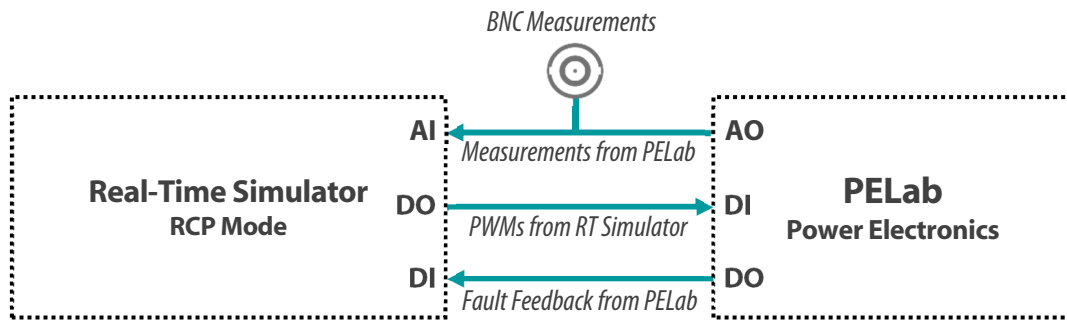 BNC Measurements
AI
AO
Measurements from PELab
Real-Time Simulator
RCP Mode
DO
DI
PWMs from RT Simulator
PELab
Power Electronics
DI
DO
Fault Feedback from PELab